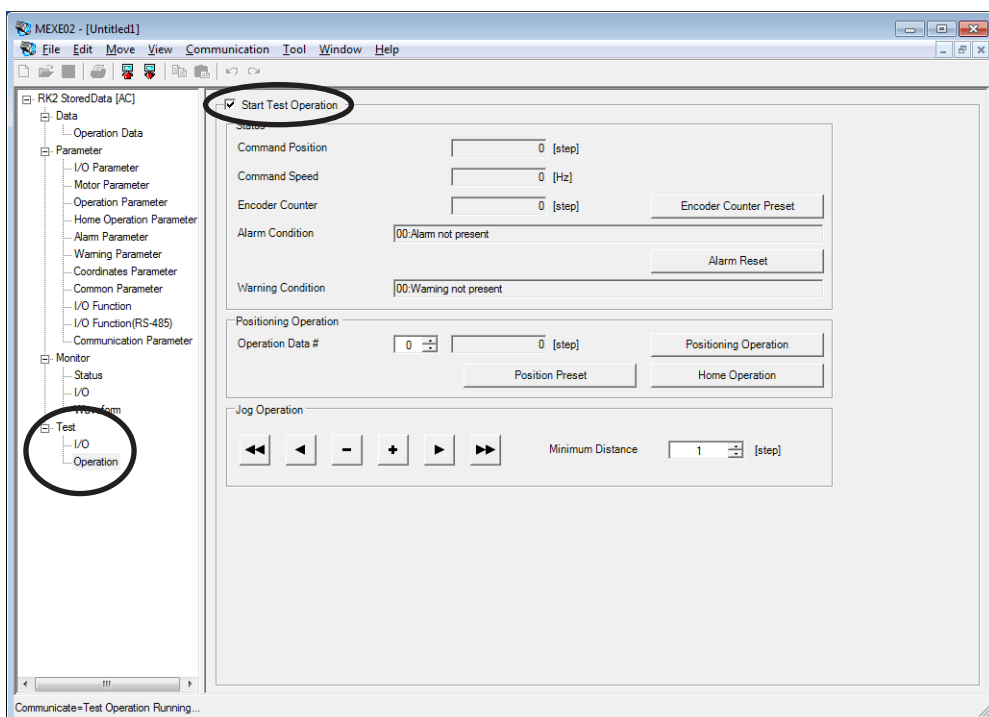 MEXE02 - [Untitled1]
File Edit Move View Communication Tool Window Help
RK2 StoredData [AC]
Data
Operation Data
Parameter
I/O Parameter
Motor Parameter
Operation Parameter
Home Operation Parameter
Alarm Parameter
Warning Parameter
Coordinates Parameter
Common Parameter
I/O Function
I/O Function(RS-485)
Communication Parameter
Monitor
Status
I/O
Waveform
Test
I/O
Operation
Start Test Operation
Status
Command Position 0 [step]
Command Speed 0 [Hz]
Encoder Counter 0 [step] Encoder Counter Preset
Alarm Condition 00:Alarm not present
Alarm Reset
Warning Condition 00:Warning not present
Positioning Operation
Operation Data # 0 0 [step] Positioning Operation
Position Preset Home Operation
Jog Operation
- + Minimum Distance 1 [step]
Communicate=Test Operation Running...